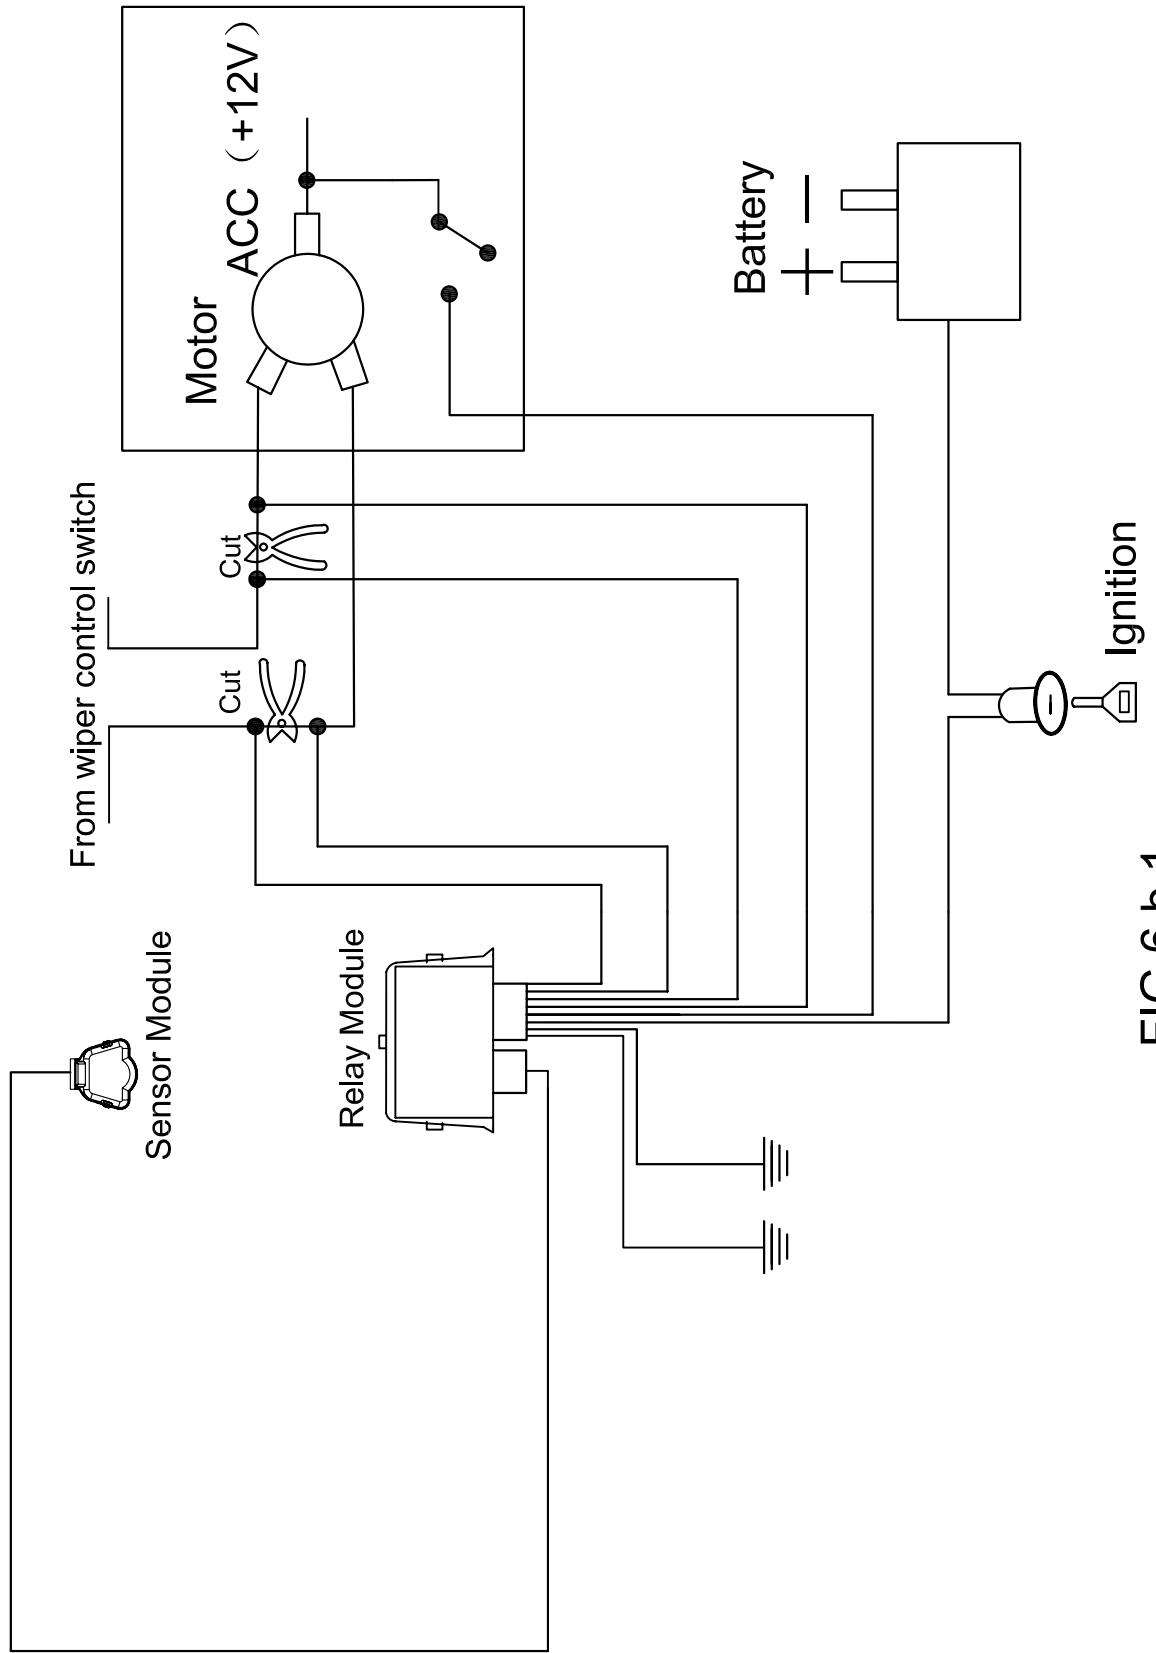 From wiper control switch
Motor
ACC（+12V）
Cut
Cut
Battery
+ −
Sensor Module
Relay Module
Ignition
FIG 6.b.1